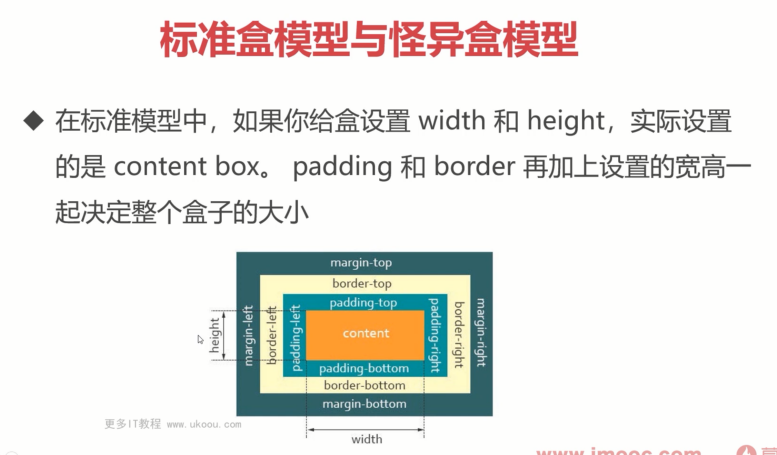 标准盒模型与怪异盒模型
◆ 在标准模型中，如果你给盒设置 width 和 height，实际设置
的是 content box。 padding 和 border 再加上设置的宽高一
起决定整个盒子的大小
margin-top
border-top
padding-top
height
margin-left
border-left
padding-left
content
padding-right
border-right
margin-right
padding-bottom
border-bottom
margin-bottom
更多IT教程 www.ukoou.com
width